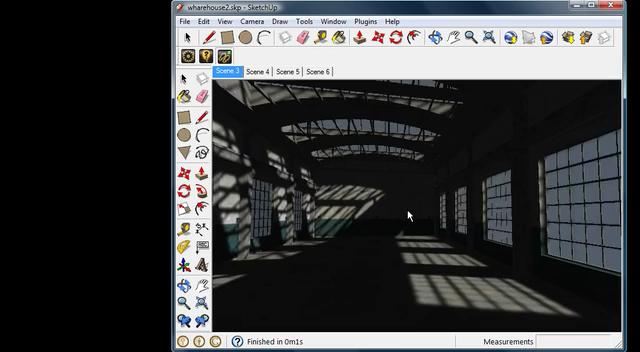 wharehouse2.skp - SketchUp
File Edit View Camera Draw Tools Window Plugins Help
Scene 3 Scene 4 Scene 5 Scene 6
Finished in 0m1s Measurements